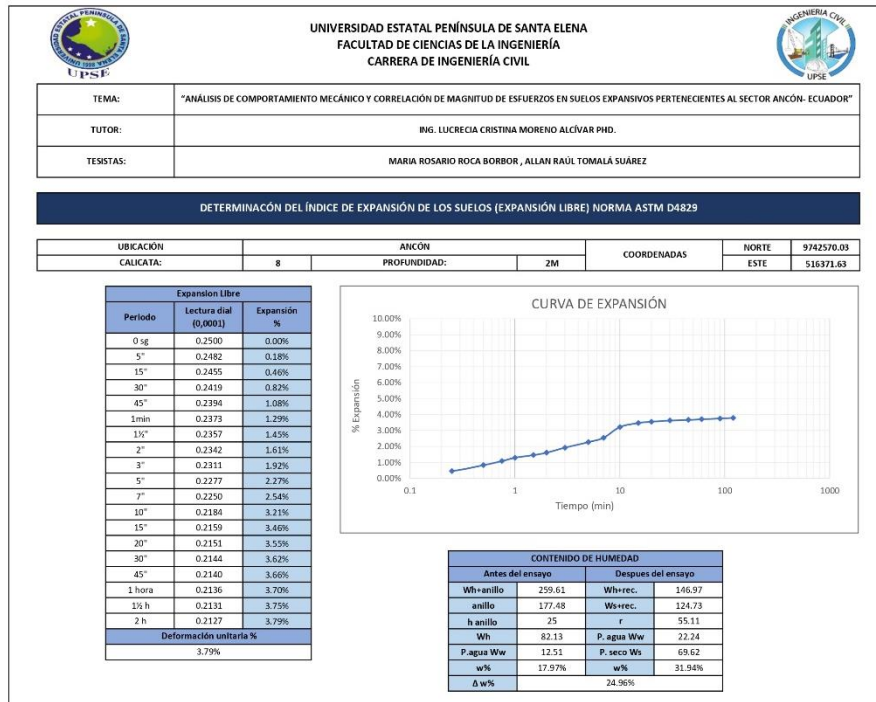 UNIVERSIDAD ESTATAL PENÍNSULA DE SANTA ELENA
FACULTAD DE CIENCIAS DE LA INGENIERÍA
CARRERA DE INGENIERÍA CIVIL
UNIVERSIDAD ESTATAL PENINSULA DE SANTA ELENA
UPSE
INGENIERIA CIVIL
UPSE
TEMA: "ANÁLISIS DE COMPORTAMIENTO MECÁNICO Y CORRELACIÓN DE MAGNITUD DE ESFUERZOS EN SUELOS EXPANSIVOS PERTENECIENTES AL SECTOR ANCÓN- ECUADOR"
TUTOR: ING. LUCRECIA CRISTINA MORENO ALCÍVAR PHD.
TESISTAS: MARIA ROSARIO ROCA BORBOR , ALLAN RAÚL TOMALÁ SUÁREZ
DETERMINACÓN DEL ÍNDICE DE EXPANSIÓN DE LOS SUELOS (EXPANSIÓN LIBRE) NORMA ASTM D4829
UBICACIÓN ANCÓN COORDENADAS NORTE 9742570.03
CALICATA: 8 PROFUNDIDAD: 2M ESTE 516371.63
Expansion Libre
Periodo Lectura dial (0,0001) Expansión %
0 sg 0.2500 0.00%
5" 0.2482 0.18%
15" 0.2455 0.46%
30" 0.2419 0.82%
45" 0.2394 1.08%
1min 0.2373 1.29%
1½" 0.2357 1.45%
2" 0.2342 1.61%
3" 0.2311 1.92%
5" 0.2277 2.27%
7" 0.2250 2.54%
10" 0.2184 3.21%
15" 0.2159 3.46%
20" 0.2151 3.55%
30" 0.2144 3.62%
45" 0.2140 3.66%
1 hora 0.2136 3.70%
1½ h 0.2131 3.75%
2 h 0.2127 3.79%
Deformación unitaria %
3.79%
CURVA DE EXPANSIÓN
% Expansión
10.00%
9.00%
8.00%
7.00%
6.00%
5.00%
4.00%
3.00%
2.00%
1.00%
0.00%
0.1 1 10 100 1000
Tiempo (min)
CONTENIDO DE HUMEDAD
Antes del ensayo Despues del ensayo
Wh+anillo 259.61 Wh+rec. 146.97
anillo 177.48 Ws+rec. 124.73
h anillo 25 r 55.11
Wh 82.13 P. agua Ww 22.24
P.agua Ww 12.51 P. seco Ws 69.62
w% 17.97% w% 31.94%
Δ w% 24.96%